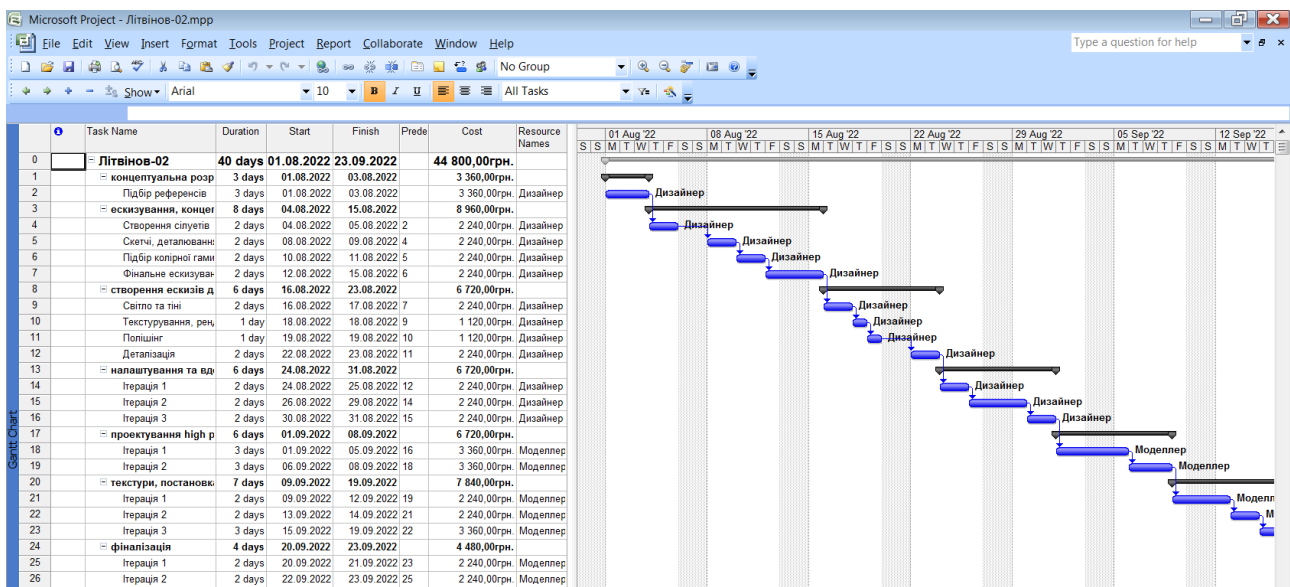 Microsoft Project - Літвінов-02.mpp
File Edit View Insert Format Tools Project Report Collaborate Window Help
Type a question for help
No Group
Show Arial 10 B I U All Tasks
Task Name Duration Start Finish Prede Cost Resource Names
01 Aug '22 08 Aug '22 15 Aug '22 22 Aug '22 29 Aug '22 05 Sep '22 12 Sep '22
S S M T W T F S S M T W T F S S M T W T F S S M T W T F S S M T W T F S S M T W T F S S M T W T
0 Літвінов-02 40 days 01.08.2022 23.09.2022 44 800,00грн.
1 концептуальна розр 3 days 01.08.2022 03.08.2022 3 360,00грн.
2 Підбір референсів 3 days 01.08.2022 03.08.2022 3 360,00грн. Дизайнер Дизайнер
3 ескизування, концеп 8 days 04.08.2022 15.08.2022 8 960,00грн.
4 Створення сілуетів 2 days 04.08.2022 05.08.2022 2 2 240,00грн. Дизайнер Дизайнер
5 Скетчі, деталюванн 2 days 08.08.2022 09.08.2022 4 2 240,00грн. Дизайнер Дизайнер
6 Підбір колірної гами 2 days 10.08.2022 11.08.2022 5 2 240,00грн. Дизайнер Дизайнер
7 Фінальне ескизуван 2 days 12.08.2022 15.08.2022 6 2 240,00грн. Дизайнер Дизайнер
8 створення ескизів д 6 days 16.08.2022 23.08.2022 6 720,00грн.
9 Світло та тіні 2 days 16.08.2022 17.08.2022 7 2 240,00грн. Дизайнер Дизайнер
10 Текстурування, рен 1 day 18.08.2022 18.08.2022 9 1 120,00грн. Дизайнер Дизайнер
11 Полішінг 1 day 19.08.2022 19.08.2022 10 1 120,00грн. Дизайнер Дизайнер
12 Деталізація 2 days 22.08.2022 23.08.2022 11 2 240,00грн. Дизайнер Дизайнер
13 налаштування та вд 6 days 24.08.2022 31.08.2022 6 720,00грн.
14 Ітерація 1 2 days 24.08.2022 25.08.2022 12 2 240,00грн. Дизайнер Дизайнер
15 Ітерація 2 2 days 26.08.2022 29.08.2022 14 2 240,00грн. Дизайнер Дизайнер
16 Ітерація 3 2 days 30.08.2022 31.08.2022 15 2 240,00грн. Дизайнер Дизайнер
17 проектування high p 6 days 01.09.2022 08.09.2022 6 720,00грн.
18 Ітерація 1 3 days 01.09.2022 05.09.2022 16 3 360,00грн. Моделлер Моделлер
19 Ітерація 2 3 days 06.09.2022 08.09.2022 18 3 360,00грн. Моделлер Моделлер
20 текстури, постановк 7 days 09.09.2022 19.09.2022 7 840,00грн.
21 Ітерація 1 2 days 09.09.2022 12.09.2022 19 2 240,00грн. Моделлер Моделл
22 Ітерація 2 2 days 13.09.2022 14.09.2022 21 2 240,00грн. Моделлер М
23 Ітерація 3 3 days 15.09.2022 19.09.2022 22 3 360,00грн. Моделлер
24 фіналізація 4 days 20.09.2022 23.09.2022 4 480,00грн.
25 Ітерація 1 2 days 20.09.2022 21.09.2022 23 2 240,00грн. Моделлер
26 Ітерація 2 2 days 22.09.2022 23.09.2022 25 2 240,00грн. Моделлер
Gantt Chart